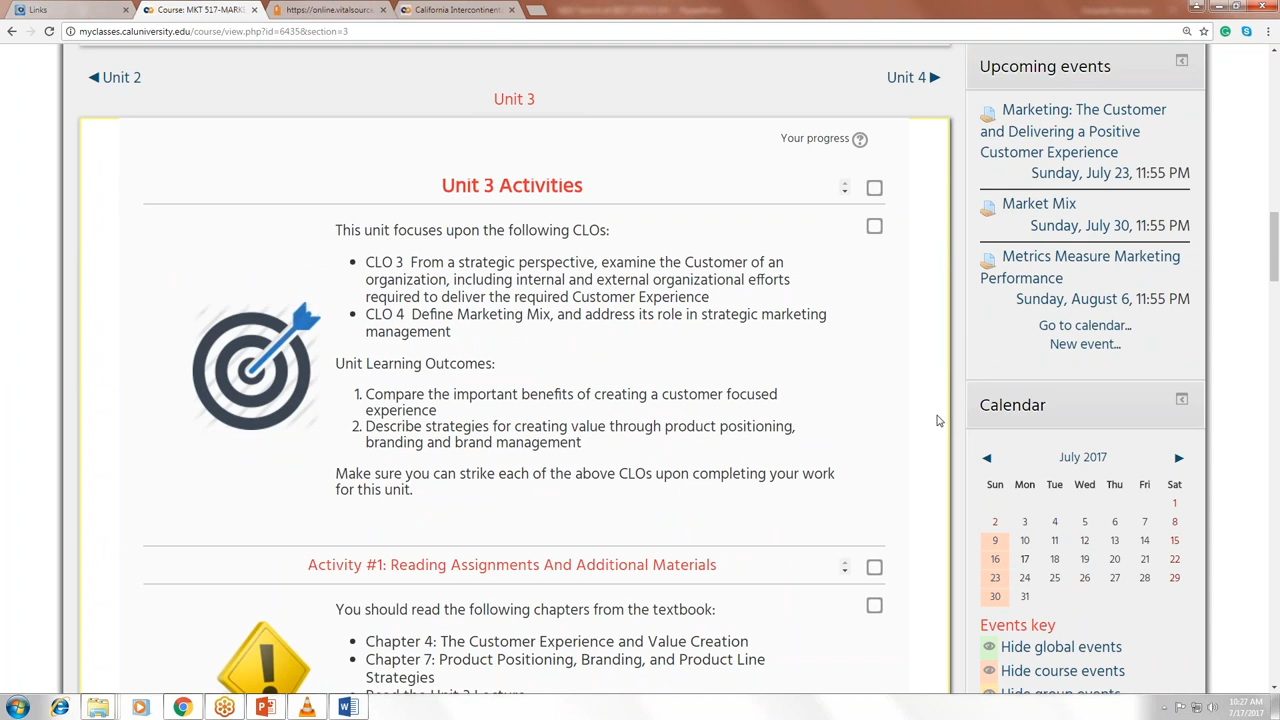 Links
Course: MKT 517-MARK
https://online.vitalsource
California Intercontinent
myclasses.caluniversity.edu/course/view.php?id=6435&section=3
Unit 2
Unit 4
Unit 3
Your progress
Unit 3 Activities
This unit focuses upon the following CLOs:
• CLO 3 From a strategic perspective, examine the Customer of an
organization, including internal and external organizational efforts
required to deliver the required Customer Experience
• CLO 4 Define Marketing Mix, and address its role in strategic marketing
management
Unit Learning Outcomes:
1. Compare the important benefits of creating a customer focused
experience
2. Describe strategies for creating value through product positioning,
branding and brand management
Make sure you can strike each of the above CLOs upon completing your work
for this unit.
Activity #1: Reading Assignments And Additional Materials
You should read the following chapters from the textbook:
• Chapter 4: The Customer Experience and Value Creation
• Chapter 7: Product Positioning, Branding, and Product Line
Strategies
• Read the Unit 3 Lecture
Upcoming events
Marketing: The Customer
and Delivering a Positive
Customer Experience
Sunday, July 23, 11:55 PM
Market Mix
Sunday, July 30, 11:55 PM
Metrics Measure Marketing
Performance
Sunday, August 6, 11:55 PM
Go to calendar...
New event...
Calendar
July 2017
Sun Mon Tue Wed Thu Fri Sat
1
2 3 4 5 6 7 8
9 10 11 12 13 14 15
16 17 18 19 20 21 22
23 24 25 26 27 28 29
30 31
Events key
Hide global events
Hide course events
Hide group events
10:27 AM
7/17/2017